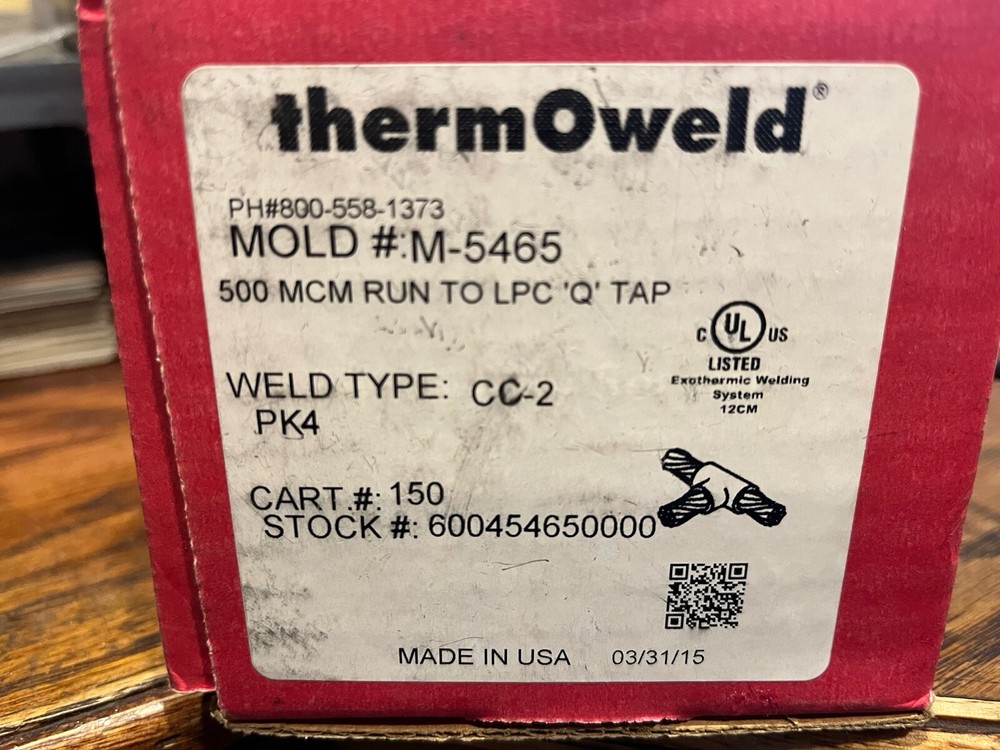 thermOweld®
PH#800-558-1373
MOLD #:M-5465
500 MCM RUN TO LPC 'Q' TAP
C UL US
LISTED
Exothermic Welding
System
12CM
WELD TYPE: CC-2
PK4
CART.#: 150
STOCK #: 600454650000
MADE IN USA 03/31/15